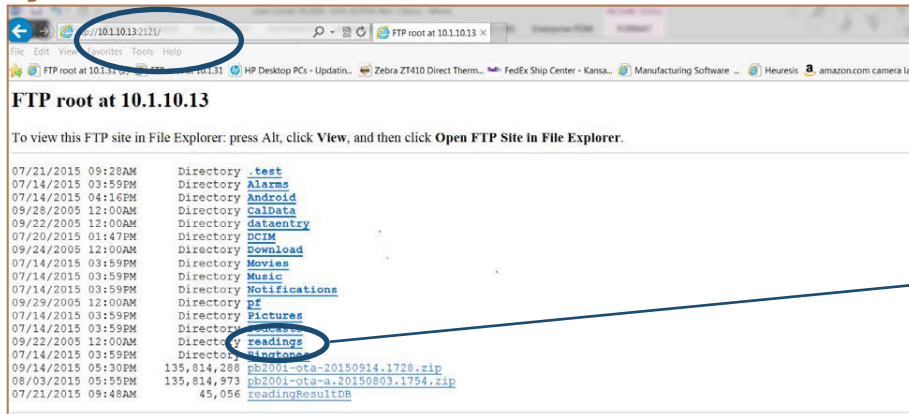 p://10.1.10.13:2121/
FTP root at 10.1.10.13 ×
File Edit View Favorites Tools Help
FTP root at 10.1.31 HP Desktop PCs - Updatin... Zebra ZT410 Direct Therm... FedEx Ship Center - Kansa... Manufacturing Software ... Heuresis amazon.com camera la
FTP root at 10.1.10.13
To view this FTP site in File Explorer: press Alt, click View, and then click Open FTP Site in File Explorer.
07/21/2015 09:28AM Directory .test
07/14/2015 03:59PM Directory Alarms
07/14/2015 04:16PM Directory Android
09/28/2005 12:00AM Directory CalData
09/22/2005 12:00AM Directory dataentry
07/20/2015 01:47PM Directory DCIM
09/24/2005 12:00AM Directory Download
07/14/2015 03:59PM Directory Movies
07/14/2015 03:59PM Directory Music
07/14/2015 03:59PM Directory Notifications
09/29/2005 12:00AM Directory pf
07/14/2015 03:59PM Directory Pictures
07/14/2015 03:59PM Directory Podcasts
09/22/2005 12:00AM Directory readings
07/14/2015 03:59PM Directory Ringtones
09/14/2015 05:30PM 135,814,288 pb200i-ota-20150914.1728.zip
08/03/2015 05:55PM 135,814,973 pb200i-ota-a.20150803.1754.zip
07/21/2015 09:48AM 45,056 readingResultDB